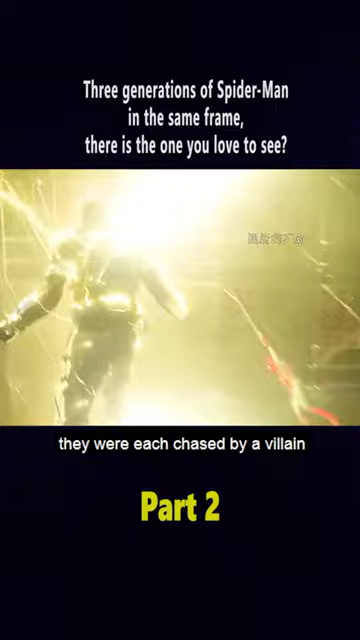 Three generations of Spider-Man
in the same frame,
there is the one you love to see?
they were each chased by a villain
Part 2